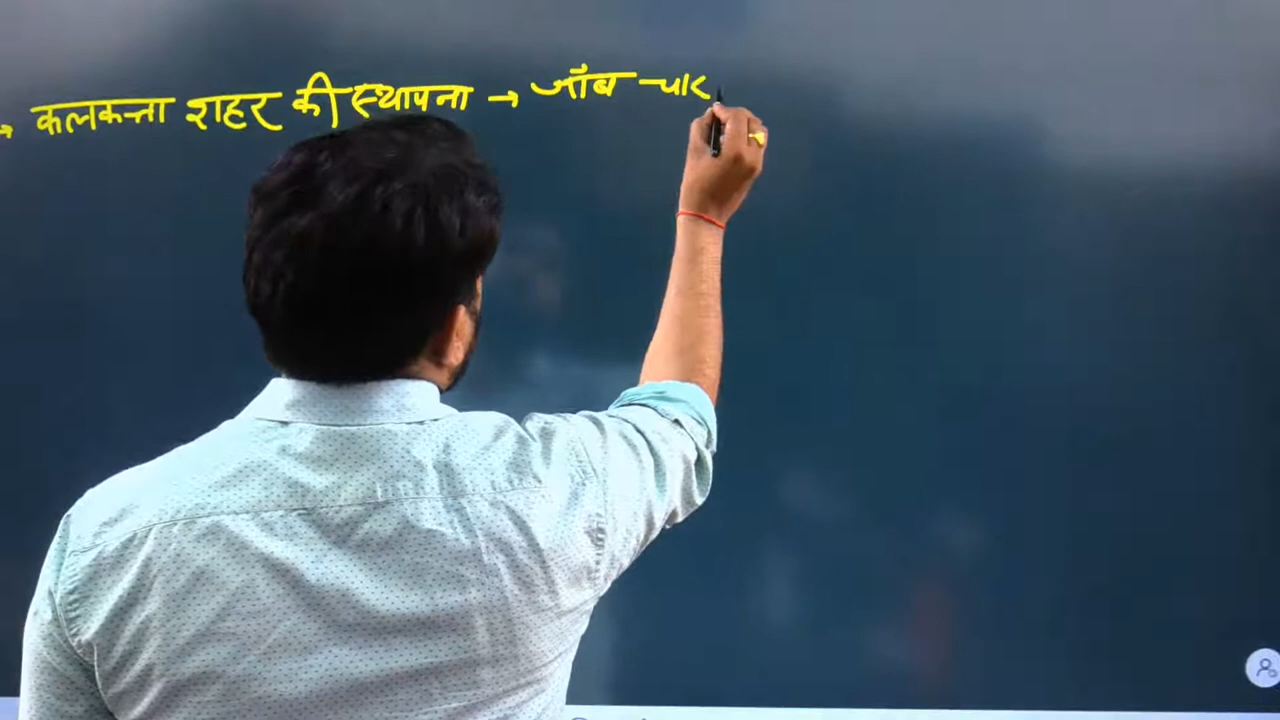 → कलकत्ता शहर की स्थापना → जॉब चार